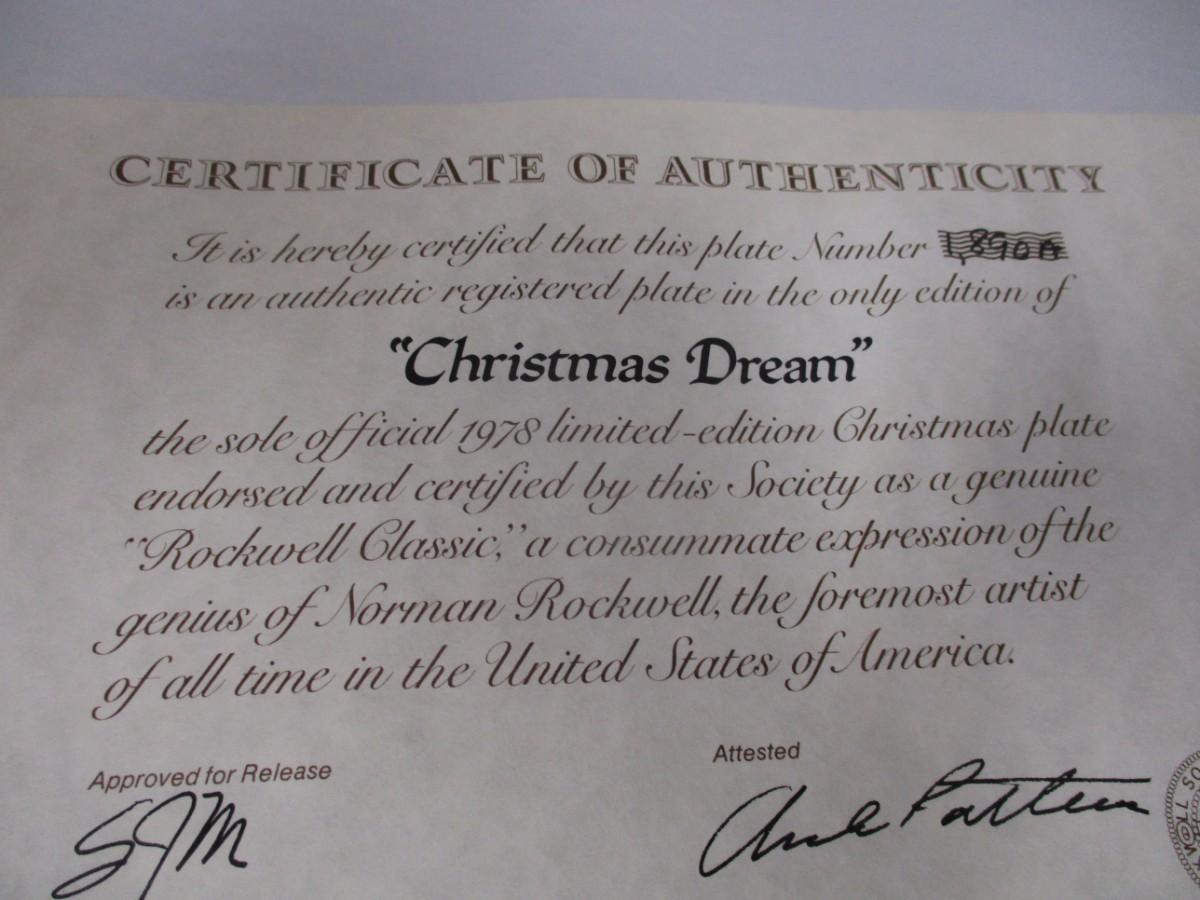 CERTIFICATE OF AUTHENTICITY
It is hereby certified that this plate Number
is an authentic registered plate in the only edition of
“Christmas Dream”
the sole official 1978 limited-edition Christmas plate
endorsed and certified by this Society as a genuine
“Rockwell Classic,” a consummate expression of the
genius of Norman Rockwell, the foremost artist
of all time in the United States of America.
Approved for Release
Attested
SJM